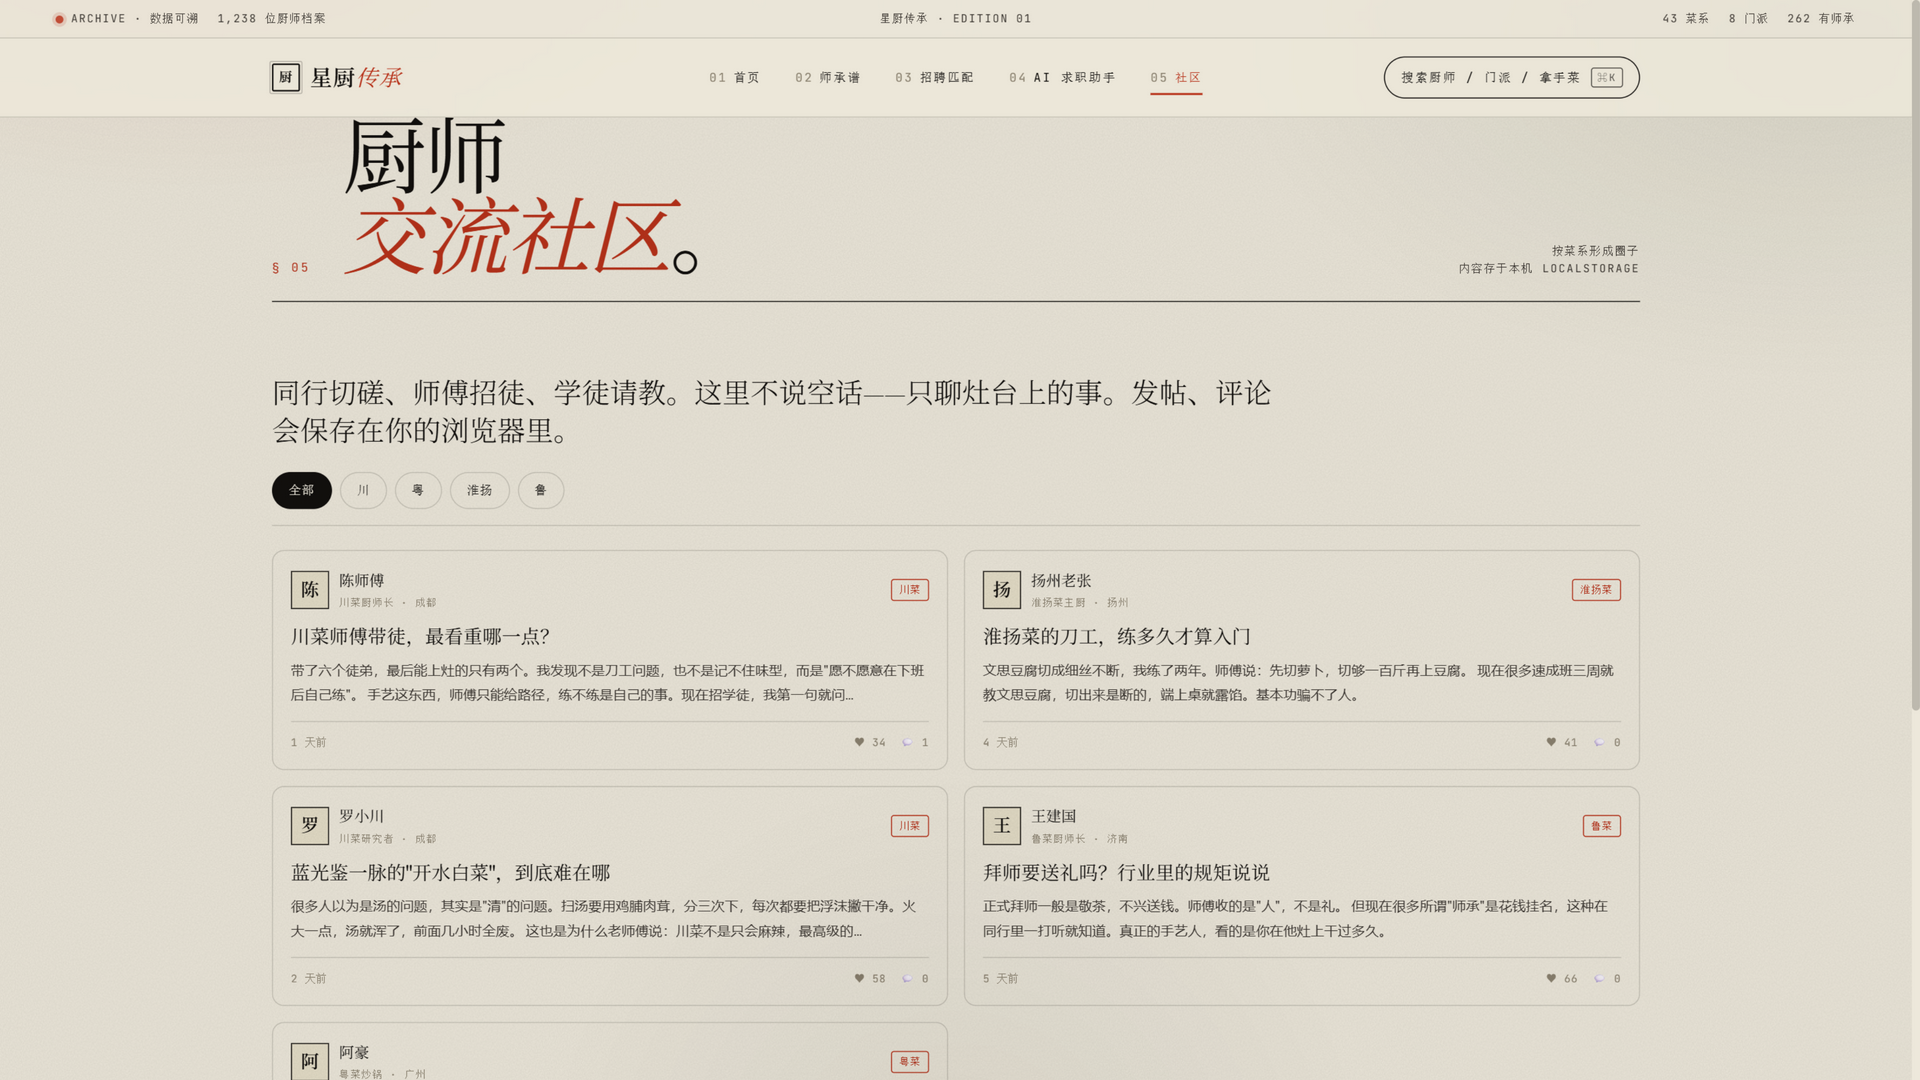 ARCHIVE · 数据可溯 1,238 位厨师档案
星厨传承 · EDITION 01
43 菜系 8 门派 262 有师承
厨 星厨传承
01 首页 02 师承谱 03 招聘匹配 04 AI 求职助手 05 社区
搜索厨师 / 门派 / 拿手菜 ⌘K
厨师
§ 05 交流社区。
按菜系形成圈子
内容存于本机 LOCALSTORAGE
同行切磋、师傅招徒、学徒请教。这里不说空话——只聊灶台上的事。发帖、评论
会保存在你的浏览器里。
全部 川 粤 淮扬 鲁
陈 陈师傅
川菜厨师长 · 成都
川菜
川菜师傅带徒，最看重哪一点？
带了六个徒弟，最后能上灶的只有两个。我发现不是刀工问题，也不是记不住味型，而是"愿不愿意在下班
后自己练"。 手艺这东西，师傅只能给路径，练不练是自己的事。现在招学徒，我第一句就问…
1 天前 ♥ 34 💬 1
扬 扬州老张
淮扬菜主厨 · 扬州
淮扬菜
淮扬菜的刀工，练多久才算入门
文思豆腐切成细丝不断，我练了两年。师傅说：先切萝卜，切够一百斤再上豆腐。 现在很多速成班三周就
教文思豆腐，切出来是断的，端上桌就露馅。基本功骗不了人。
4 天前 ♥ 41 💬 0
罗 罗小川
川菜研究者 · 成都
川菜
蓝光鉴一脉的"开水白菜"，到底难在哪
很多人以为是汤的问题，其实是"清"的问题。扫汤要用鸡脯肉茸，分三次下，每次都要把浮沫撇干净。火
大一点，汤就浑了，前面几小时全废。 这也是为什么老师傅说：川菜不是只会麻辣，最高级的…
2 天前 ♥ 58 💬 0
王 王建国
鲁菜厨师长 · 济南
鲁菜
拜师要送礼吗？行业里的规矩说说
正式拜师一般是敬茶，不兴送钱。师傅收的是"人"，不是礼。 但现在很多所谓"师承"是花钱挂名，这种在
同行里一打听就知道。真正的手艺人，看的是你在他灶上干过多久。
5 天前 ♥ 66 💬 0
阿 阿豪
粤菜炒锅 · 广州
粤菜